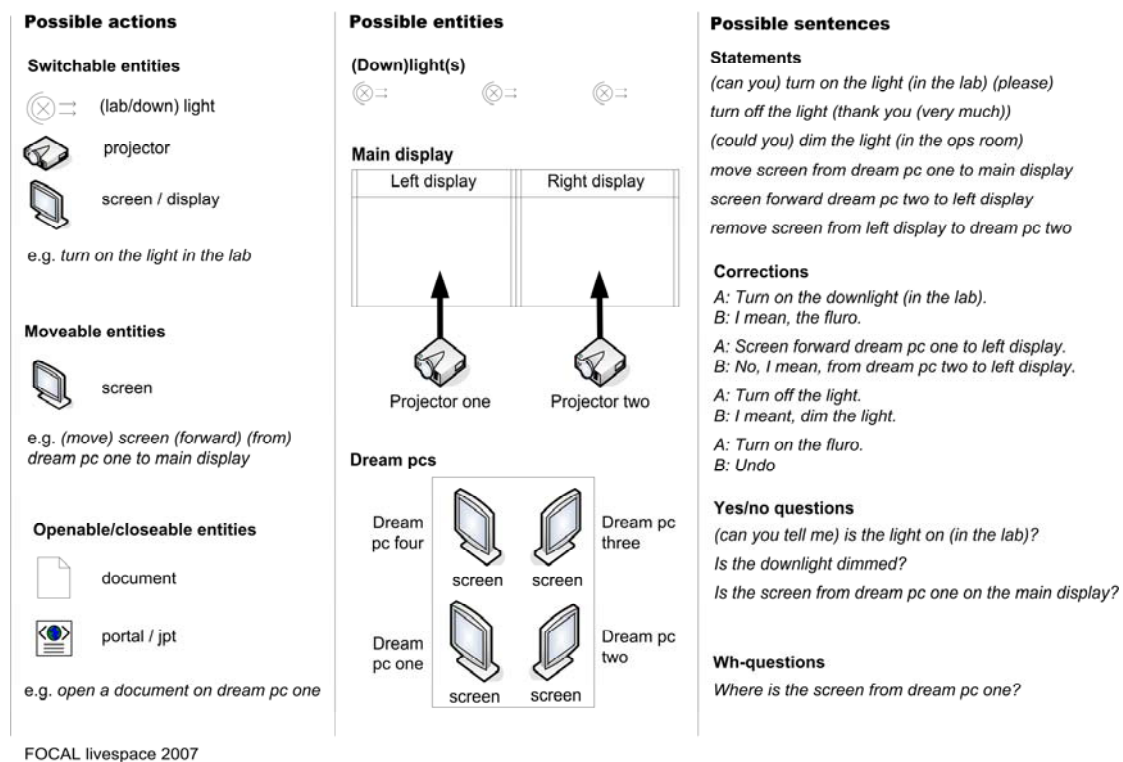 Possible actions
Switchable entities
(lab/down) light
projector
screen / display
e.g. turn on the light in the lab
Moveable entities
screen
e.g. (move) screen (forward) (from)
dream pc one to main display
Openable/closeable entities
document
portal / jpt
e.g. open a document on dream pc one
FOCAL livespace 2007
Possible entities
(Down)light(s)
Main display
Left display
Right display
Projector one
Projector two
Dream pcs
Dream
pc four
screen
screen
Dream pc
three
Dream
pc one
screen
screen
Dream pc
two
Possible sentences
Statements
(can you) turn on the light (in the lab) (please)
turn off the light (thank you (very much))
(could you) dim the light (in the ops room)
move screen from dream pc one to main display
screen forward dream pc two to left display
remove screen from left display to dream pc two
Corrections
A: Turn on the downlight (in the lab).
B: I mean, the fluro.
A: Screen forward dream pc one to left display.
B: No, I mean, from dream pc two to left display.
A: Turn off the light.
B: I meant, dim the light.
A: Turn on the fluro.
B: Undo
Yes/no questions
(can you tell me) is the light on (in the lab)?
Is the downlight dimmed?
Is the screen from dream pc one on the main display?
Wh-questions
Where is the screen from dream pc one?